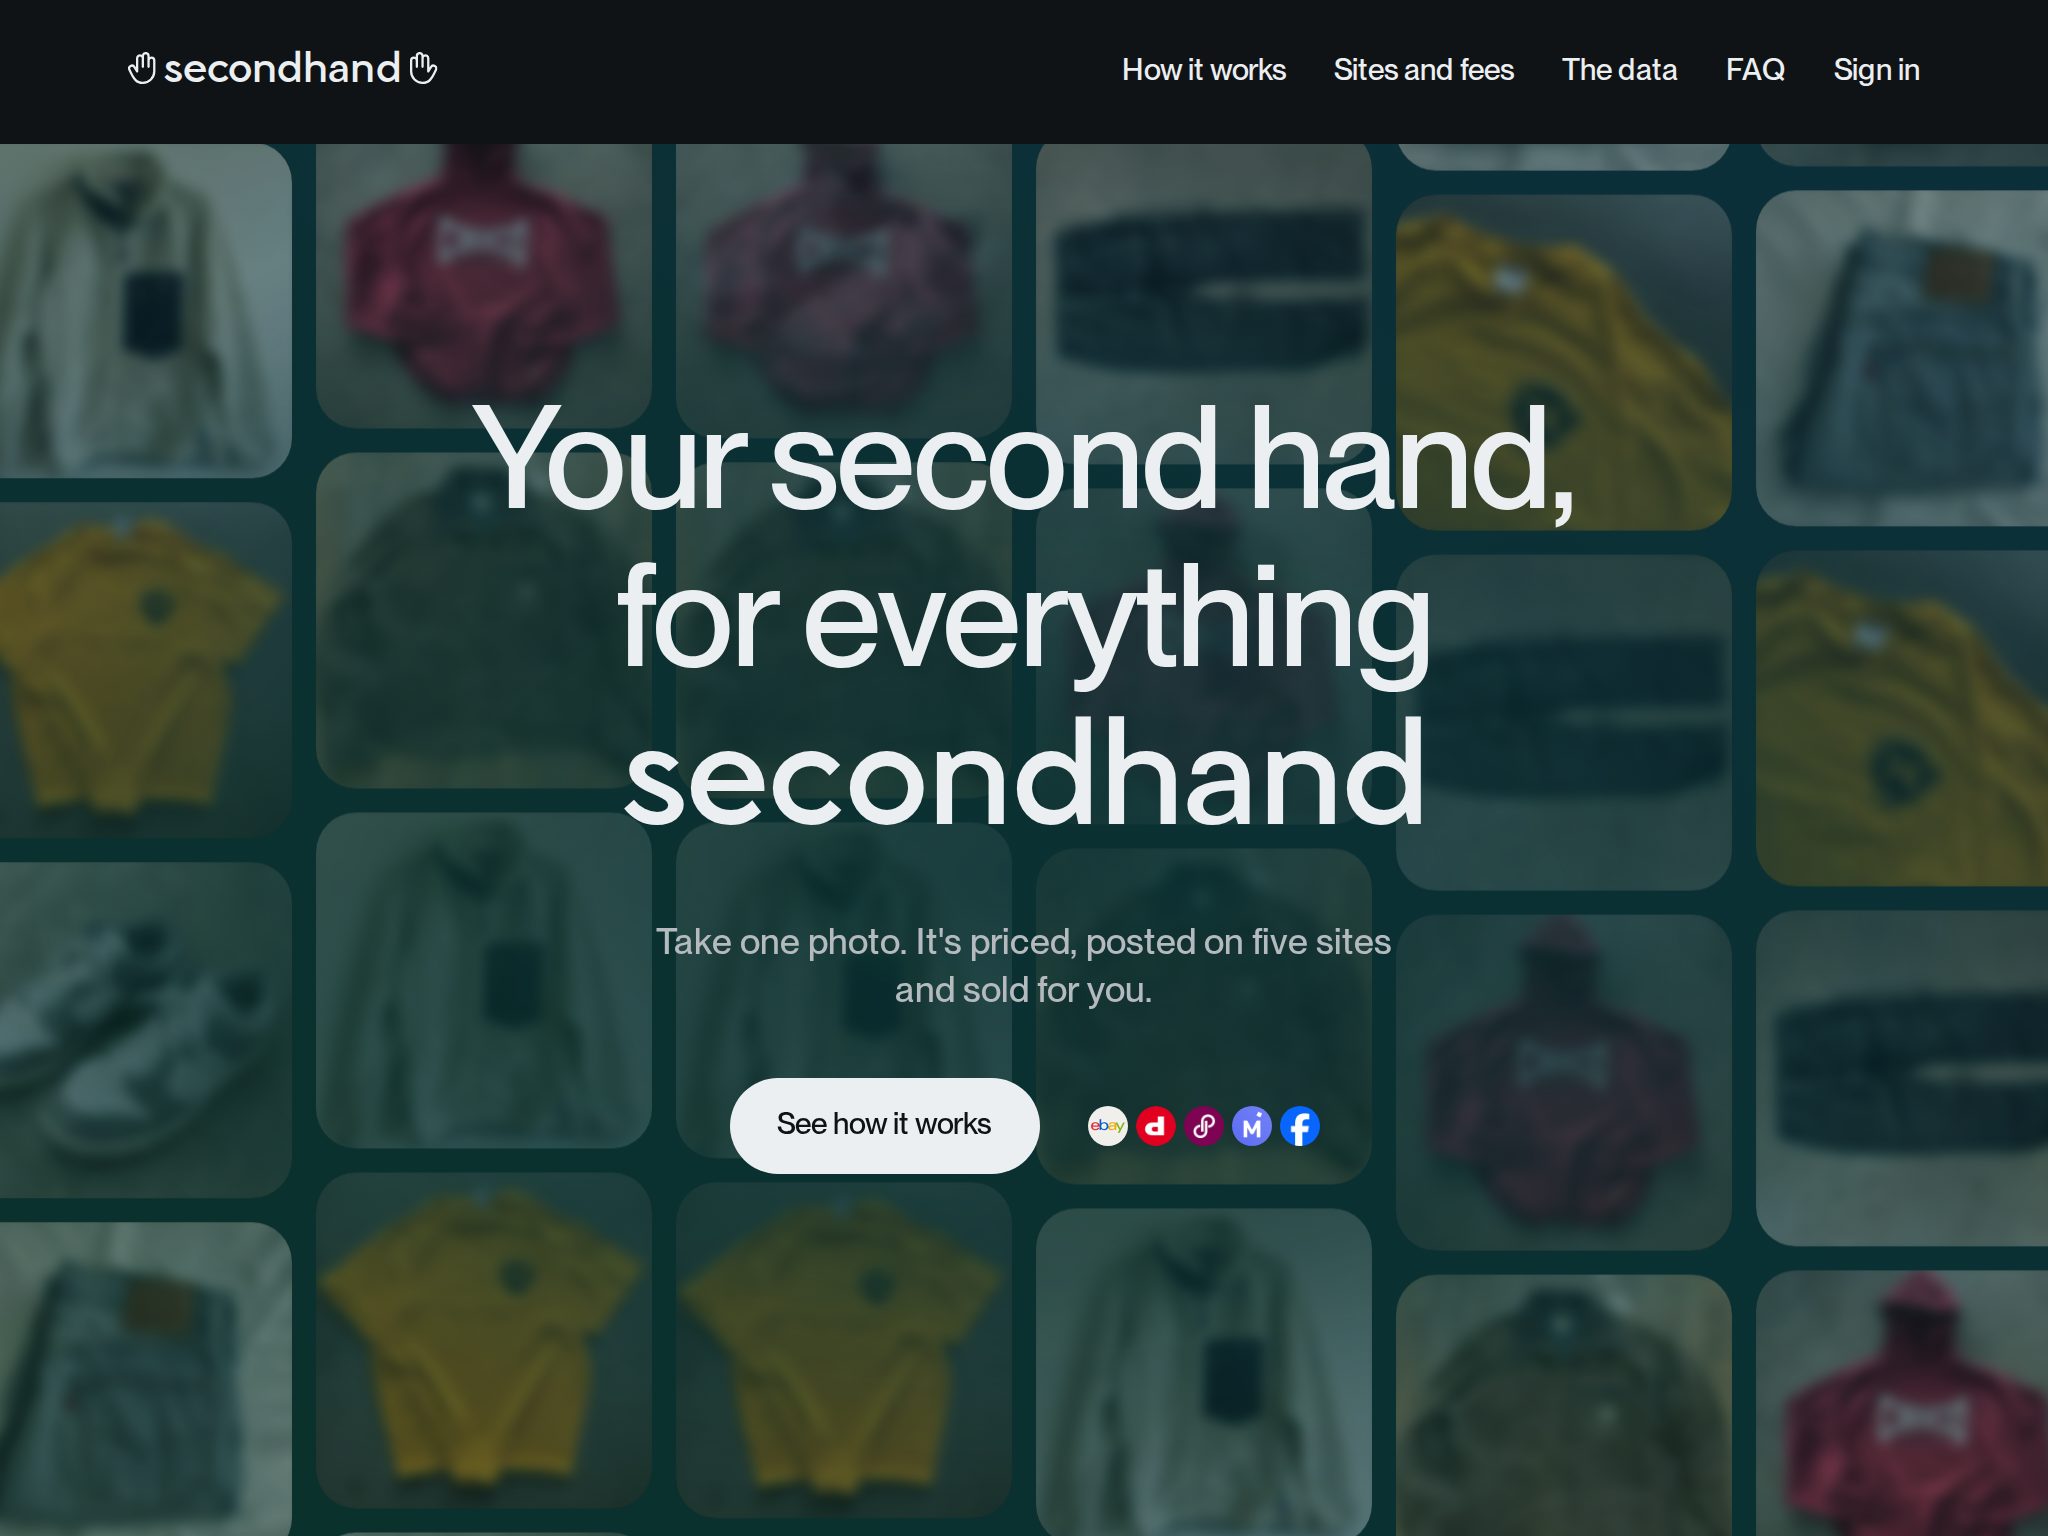 secondhand
How it works
Sites and fees
The data
FAQ
Sign in
Your second hand,
for everything
secondhand
Take one photo. It's priced, posted on five sites
and sold for you.
See how it works
ebay